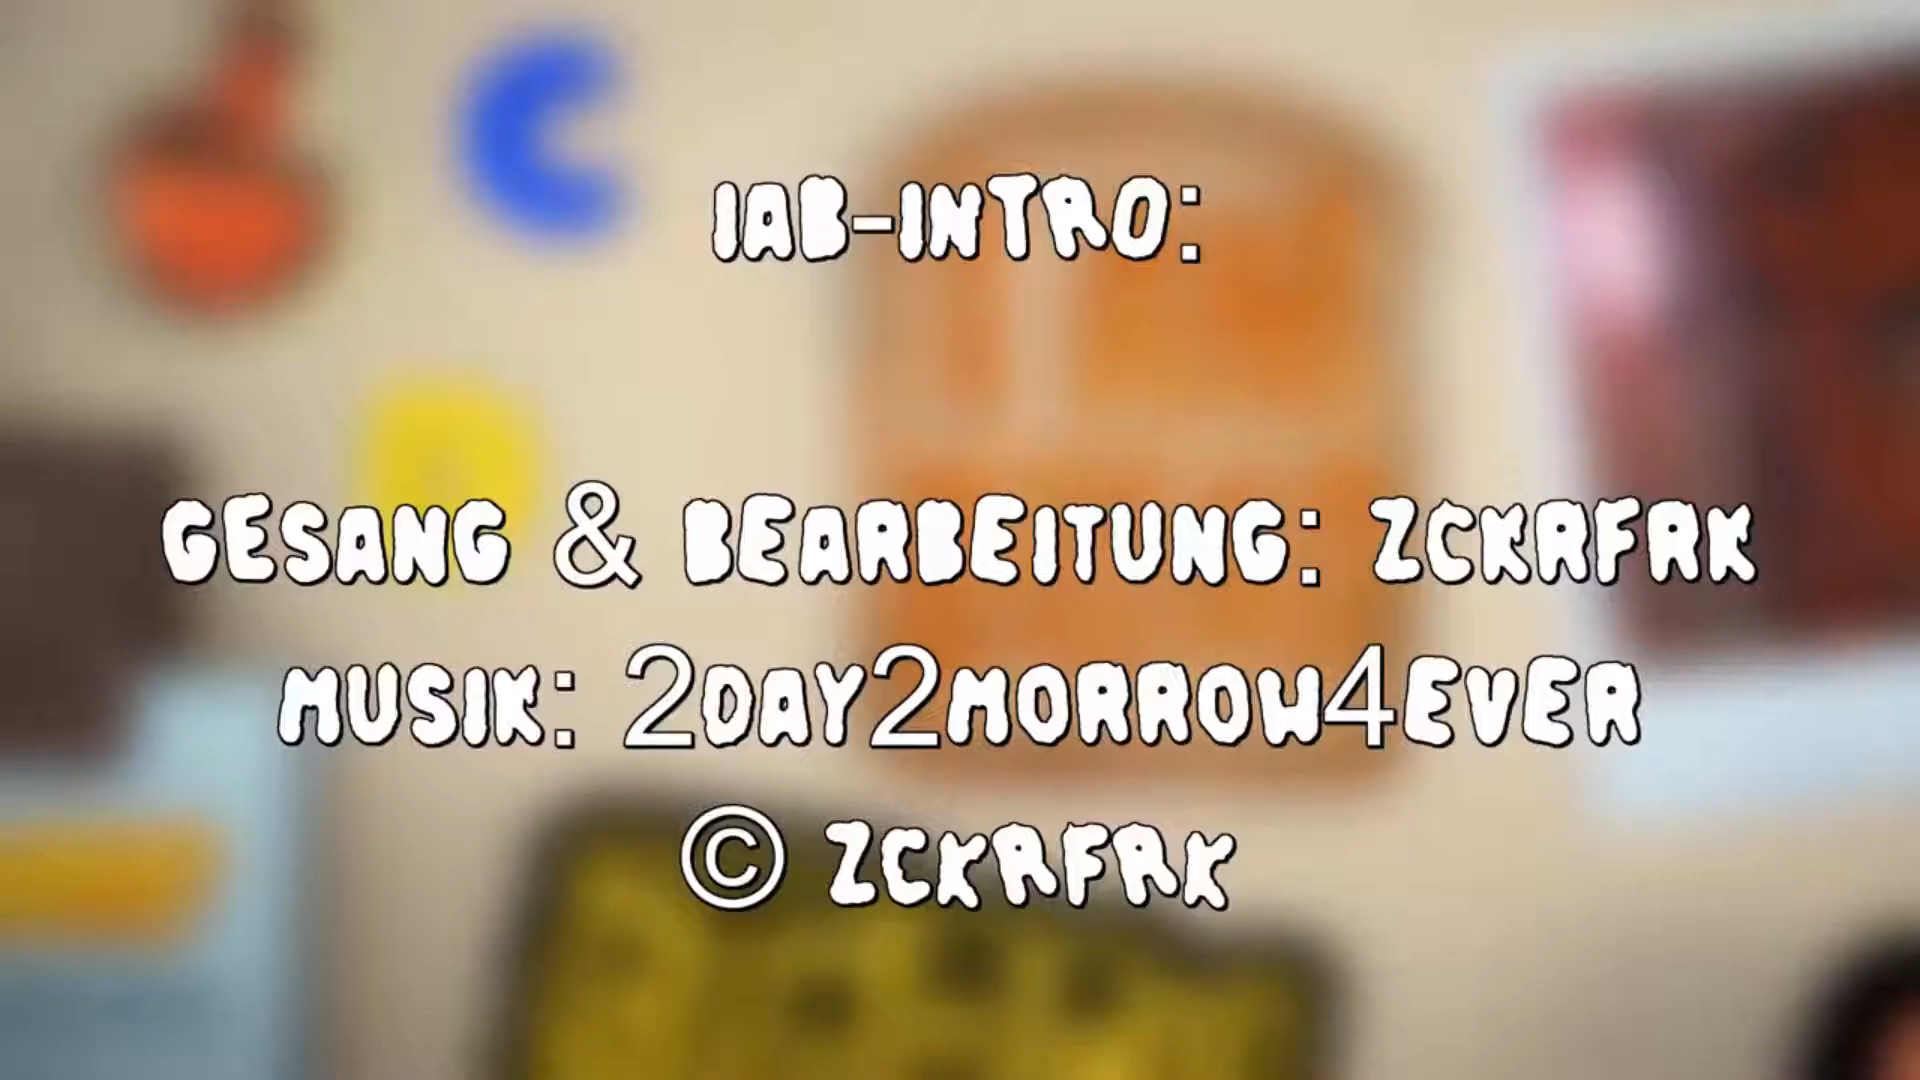 IAB-INTRO:
GESANG & BEARBEITUNG: ZCKRFRK
MUSIK: 2DAY2MORROW4EVER
© ZCKRFRK